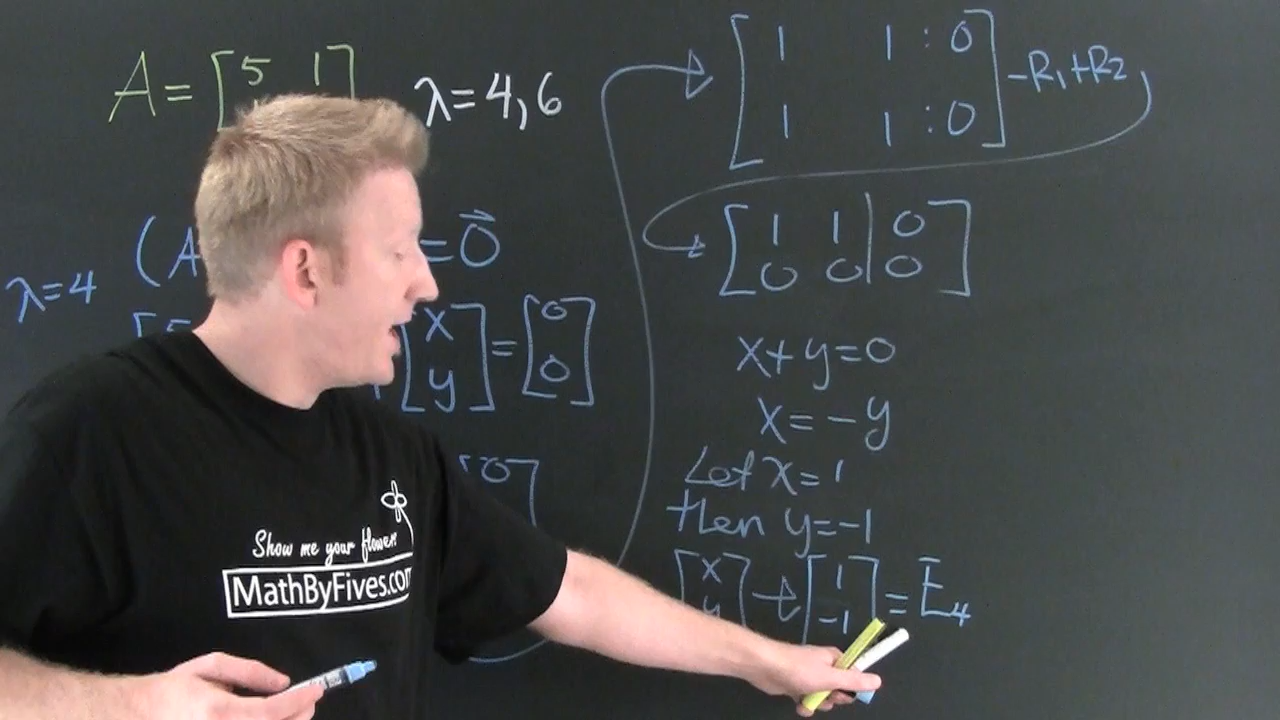 A = [5 1]
λ=4,6
λ=4
(A
=0⃗
[x y] = [0 0]
0
[1 1 : 0
1 1 : 0] -R1+R2
[1 1 | 0
0 0 | 0]
x+y=0
x=-y
Let x=1
then y=-1
[x y] → t[1 -1] = E4
Show me your flower!
MathByFives.com